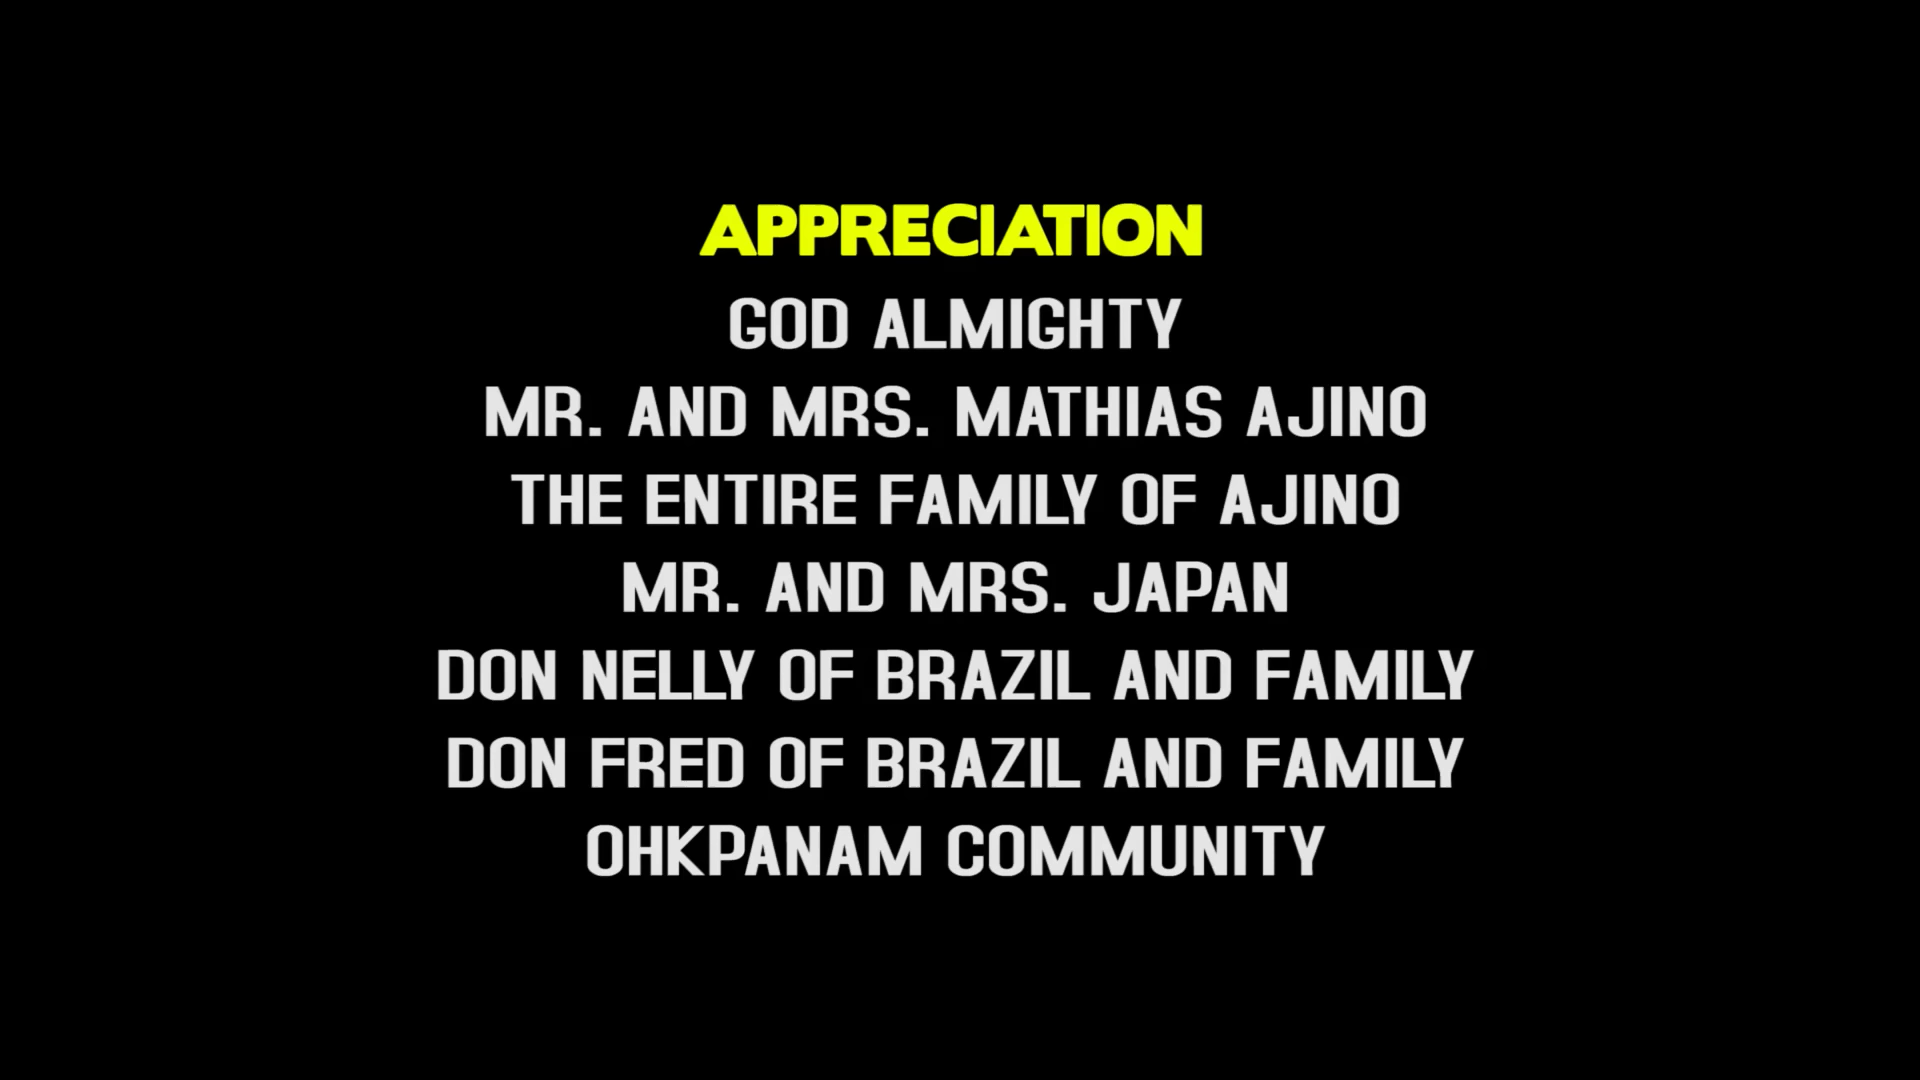 APPRECIATION
GOD ALMIGHTY
MR. AND MRS. MATHIAS AJINO
THE ENTIRE FAMILY OF AJINO
MR. AND MRS. JAPAN
DON NELLY OF BRAZIL AND FAMILY
DON FRED OF BRAZIL AND FAMILY
OHKPANAM COMMUNITY